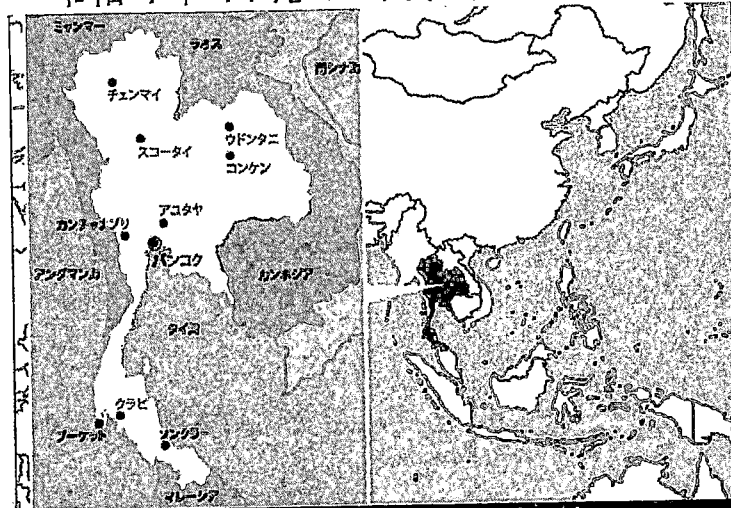 ミャンマー
ラオス
チェンマイ
ウドンタニ
スコータイ
コンケン
アユタヤ
カンチャナブリ
バンコク
アンダマン海
カンボジア
タイ湾
クラビ
プーケット
ソンクラー
マレーシア